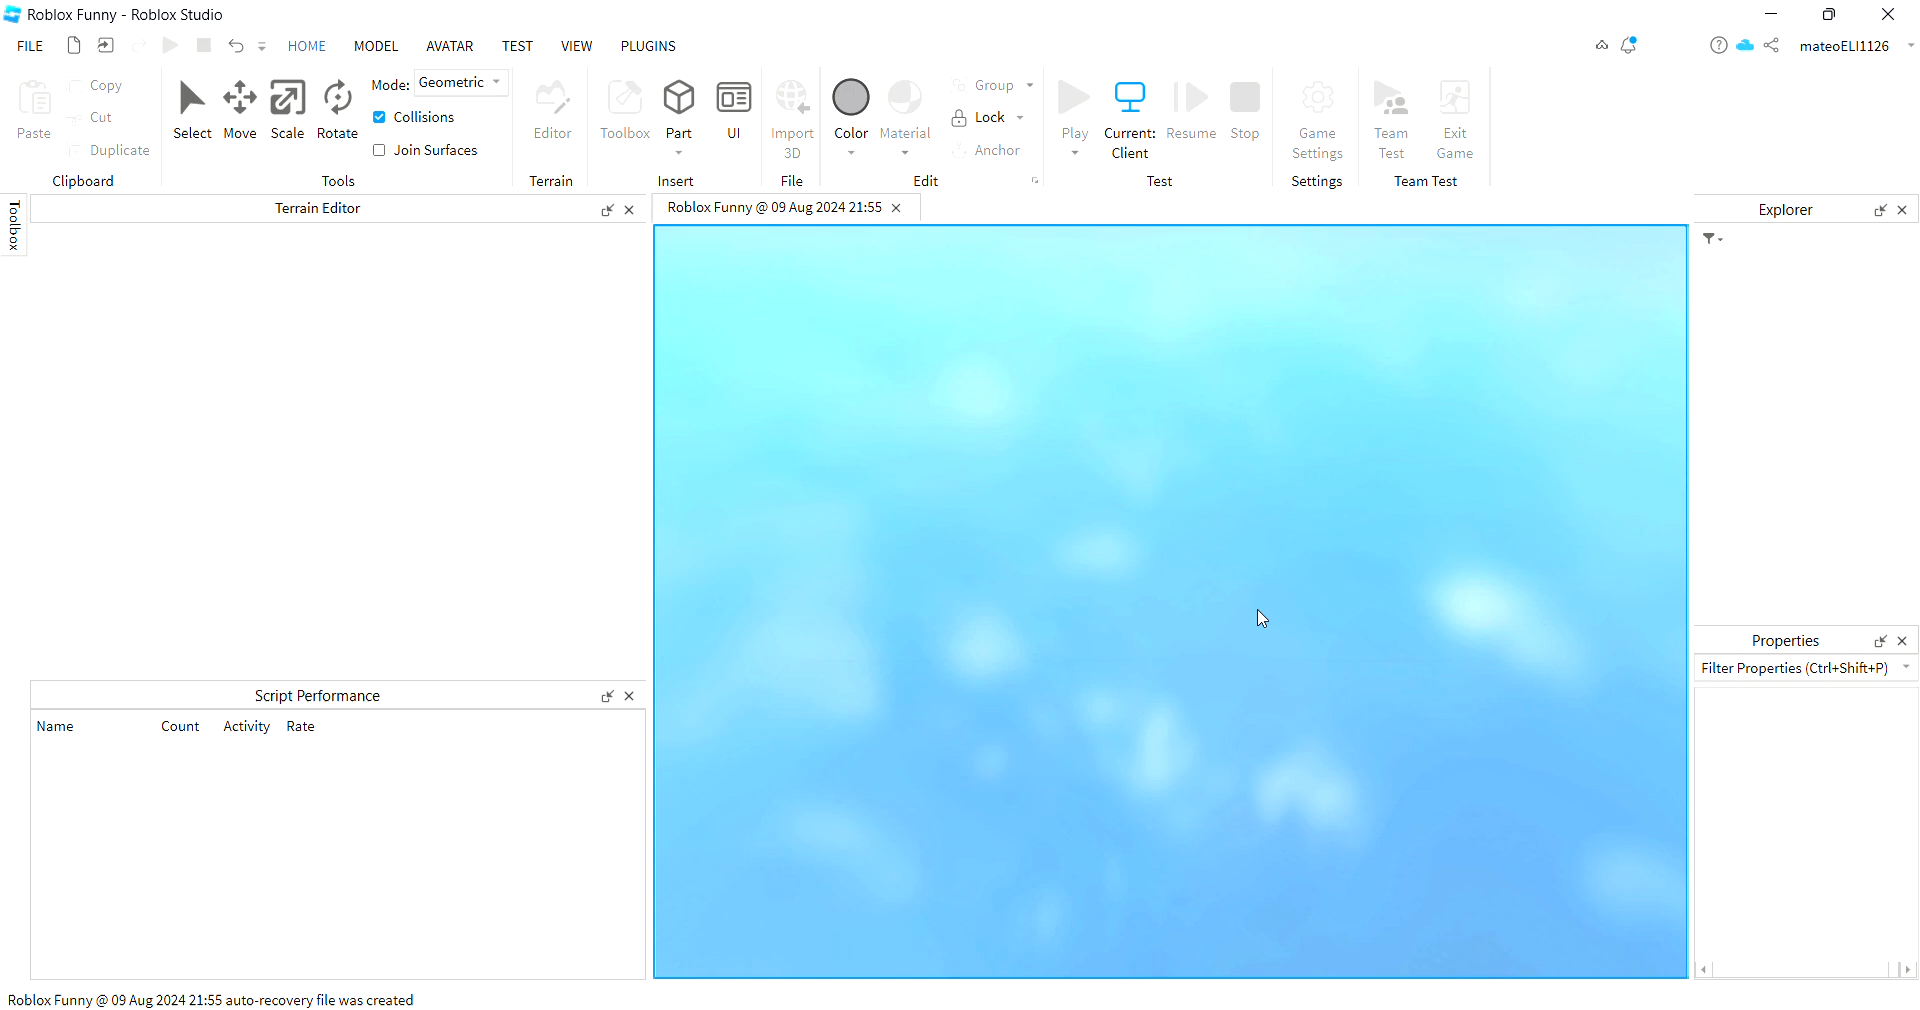 Roblox Funny - Roblox Studio
FILE HOME MODEL AVATAR TEST VIEW PLUGINS mateoELI1126
Paste Copy Cut Duplicate
Clipboard
Select Move Scale Rotate
Mode: Geometric
Collisions
Join Surfaces
Tools
Editor
Terrain
Toolbox Part UI
Insert
Import
3D
File
Color Material
Group
Lock
Anchor
Edit
Play Current: Resume Stop
Client
Test
Game
Settings
Settings
Team Exit
Test Game
Team Test
Toolbox
Terrain Editor
Roblox Funny @ 09 Aug 2024 21:55
Explorer
Properties
Filter Properties (Ctrl+Shift+P)
Script Performance
Name Count Activity Rate
Roblox Funny @ 09 Aug 2024 21:55 auto-recovery file was created